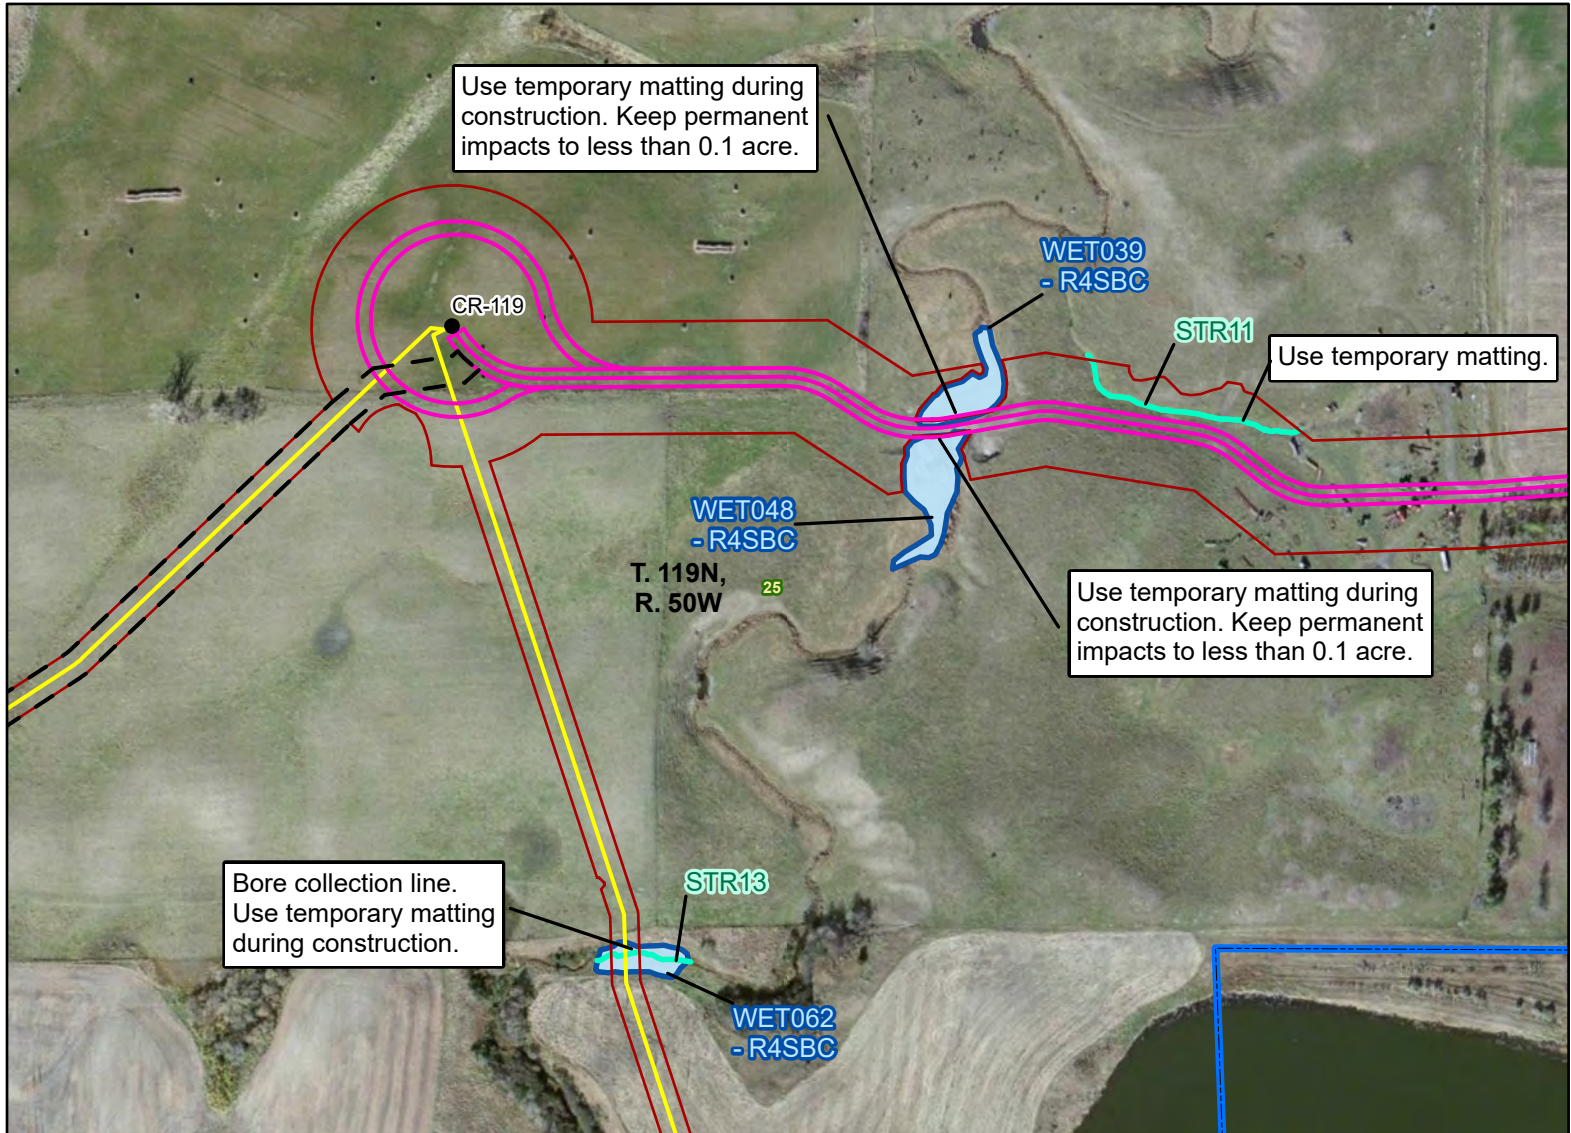 Use temporary matting during
construction. Keep permanent
impacts to less than 0.1 acre.
WET039
- R4SBC
CR-119
STR11
Use temporary matting.
WET048
- R4SBC
T. 119N,
R. 50W
25
Use temporary matting during
construction. Keep permanent
impacts to less than 0.1 acre.
Bore collection line.
Use temporary matting
during construction.
STR13
WET062
- R4SBC